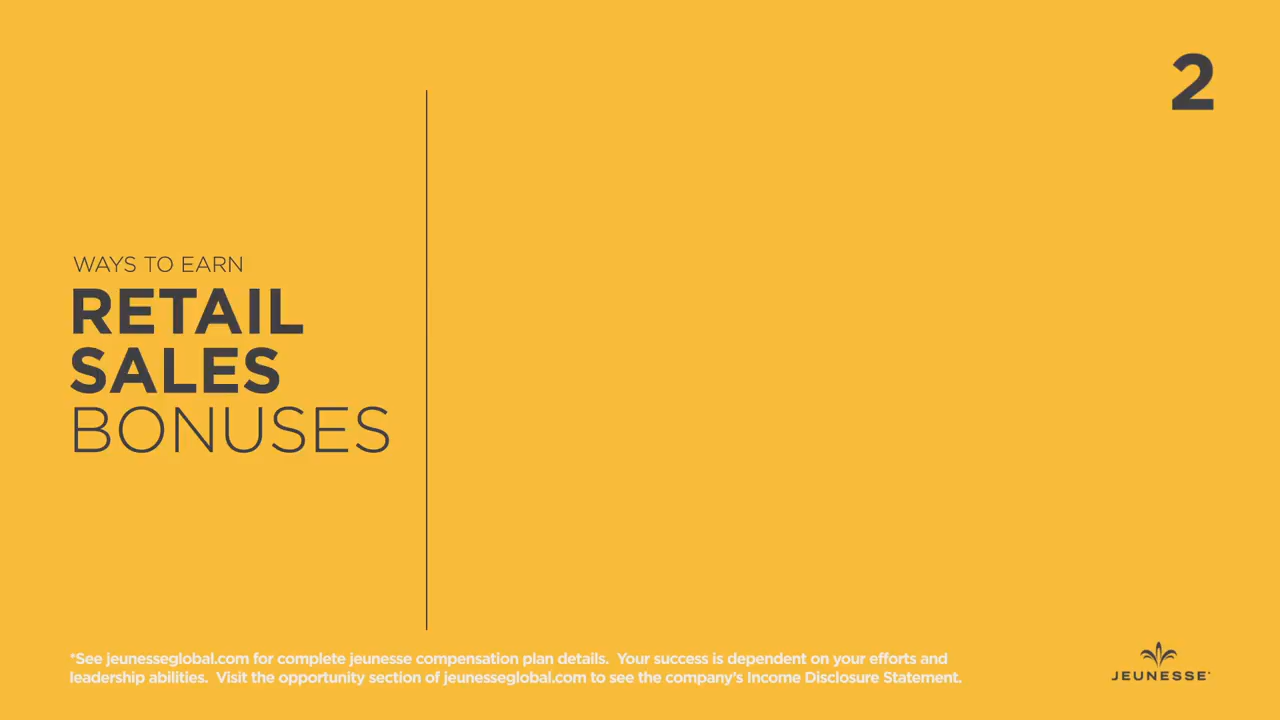 2
WAYS TO EARN
RETAIL
SALES
BONUSES
*See jeunesseglobal.com for complete jeunesse compensation plan details.  Your success is dependent on your efforts and
leadership abilities.  Visit the opportunity section of jeunesseglobal.com to see the company's Income Disclosure Statement.
JEUNESSE